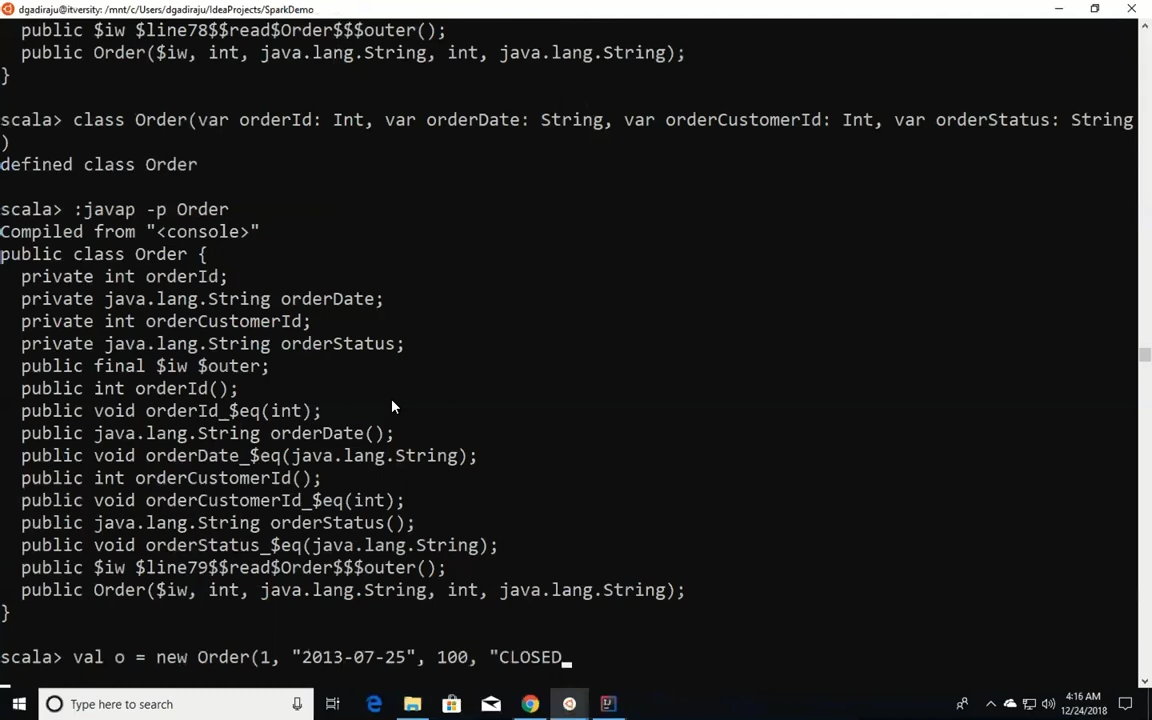 dgadiraju@itversity: /mnt/c/Users/dgadiraju/IdeaProjects/SparkDemo
public $iw $line78$$read$Order$$$outer();
public Order($iw, int, java.lang.String, int, java.lang.String);
}
scala> class Order(var orderId: Int, var orderDate: String, var orderCustomerId: Int, var orderStatus: String
)
defined class Order
scala> :javap -p Order
Compiled from "<console>"
public class Order {
private int orderId;
private java.lang.String orderDate;
private int orderCustomerId;
private java.lang.String orderStatus;
public final $iw $outer;
public int orderId();
public void orderId_$eq(int);
public java.lang.String orderDate();
public void orderDate_$eq(java.lang.String);
public int orderCustomerId();
public void orderCustomerId_$eq(int);
public java.lang.String orderStatus();
public void orderStatus_$eq(java.lang.String);
public $iw $line79$$read$Order$$$outer();
public Order($iw, int, java.lang.String, int, java.lang.String);
}
scala> val o = new Order(1, "2013-07-25", 100, "CLOSED
Type here to search
4:16 AM
12/24/2018